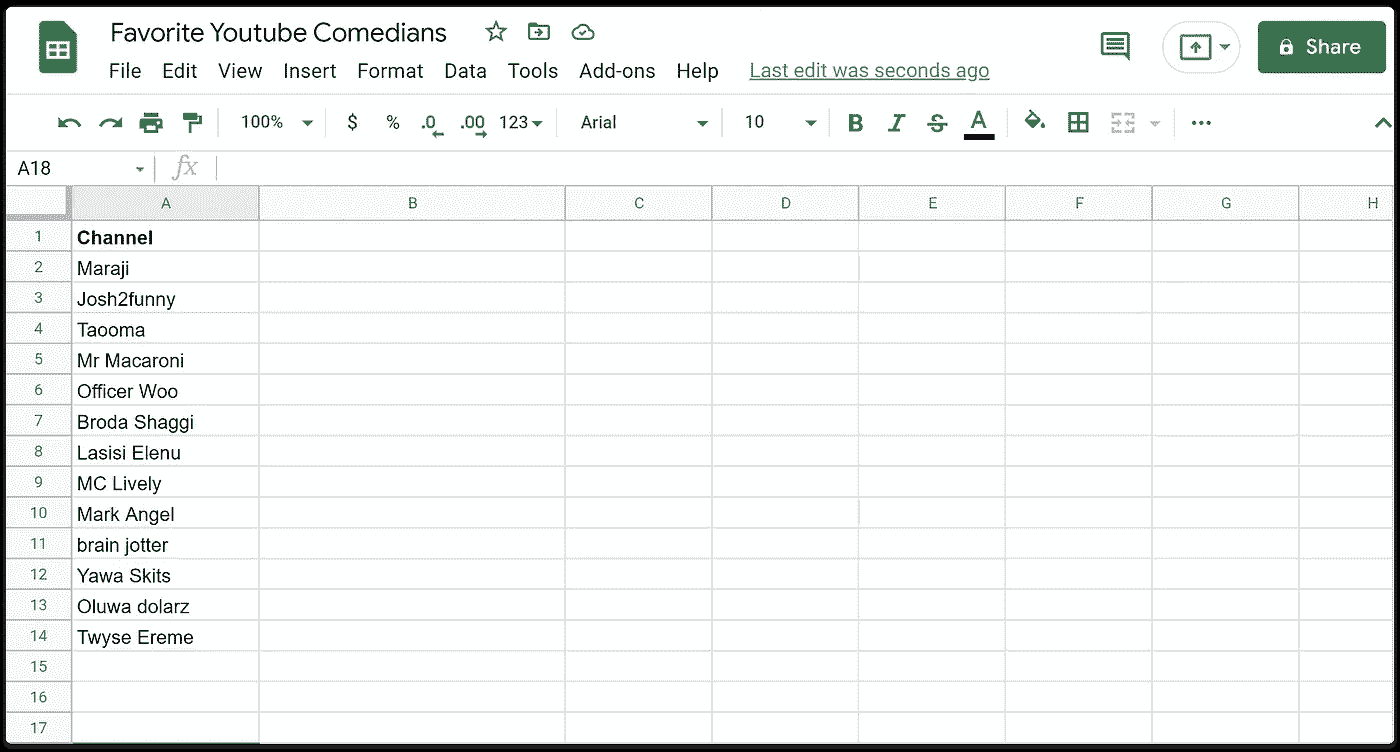 Favorite Youtube Comedians
File Edit View Insert Format Data Tools Add-ons Help Last edit was seconds ago
Share
100% $ % .0 .00 123 Arial 10 B I S A
A18 fx
A B C D E F G H
1 Channel
2 Maraji
3 Josh2funny
4 Taooma
5 Mr Macaroni
6 Officer Woo
7 Broda Shaggi
8 Lasisi Elenu
9 MC Lively
10 Mark Angel
11 brain jotter
12 Yawa Skits
13 Oluwa dolarz
14 Twyse Ereme
15
16
17